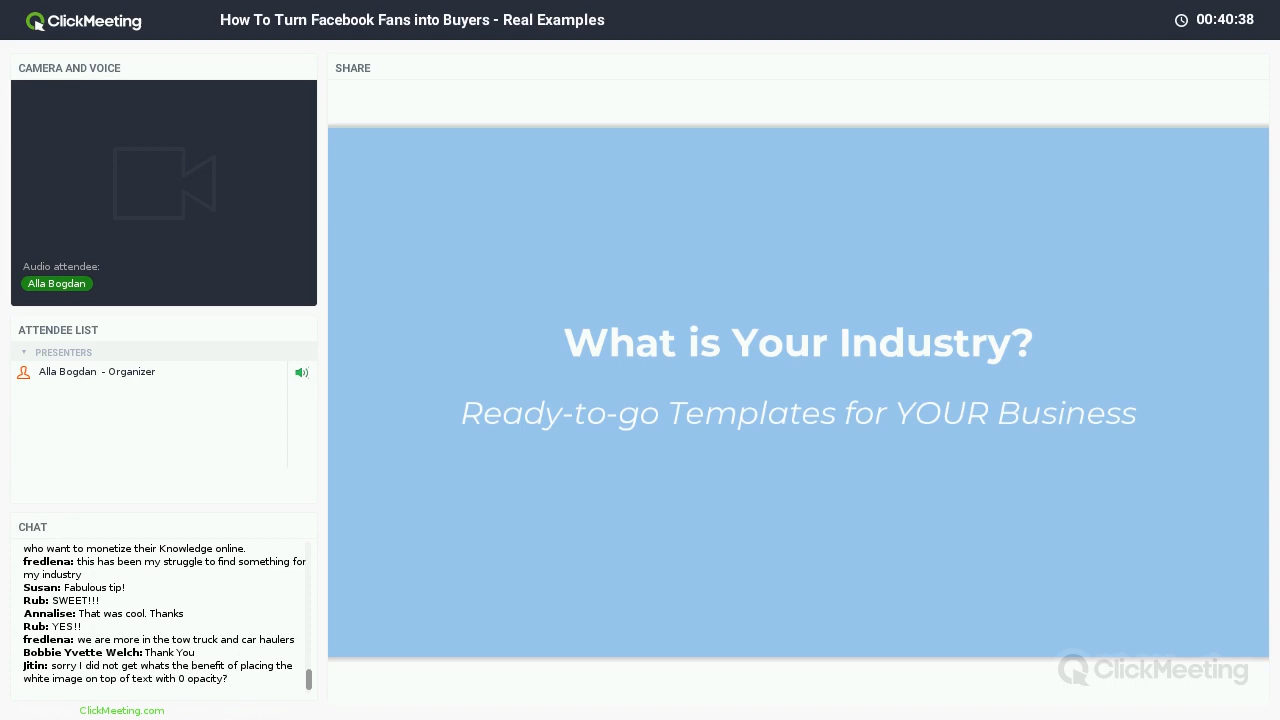 ClickMeeting
How To Turn Facebook Fans into Buyers - Real Examples
00:40:38
CAMERA AND VOICE
Audio attendee:
Alla Bogdan
ATTENDEE LIST
PRESENTERS
Alla Bogdan - Organizer
CHAT
who want to monetize their Knowledge online.
fredlena: this has been my struggle to find something for
my industry
Susan: Fabulous tip!
Rub: SWEET!!!
Annalise: That was cool. Thanks
Rub: YES!!
fredlena: we are more in the tow truck and car haulers
Bobbie Yvette Welch: Thank You
Jitin: sorry I did not get whats the benefit of placing the
white image on top of text with 0 opacity?
ClickMeeting.com
SHARE
What is Your Industry?
Ready-to-go Templates for YOUR Business
ClickMeeting